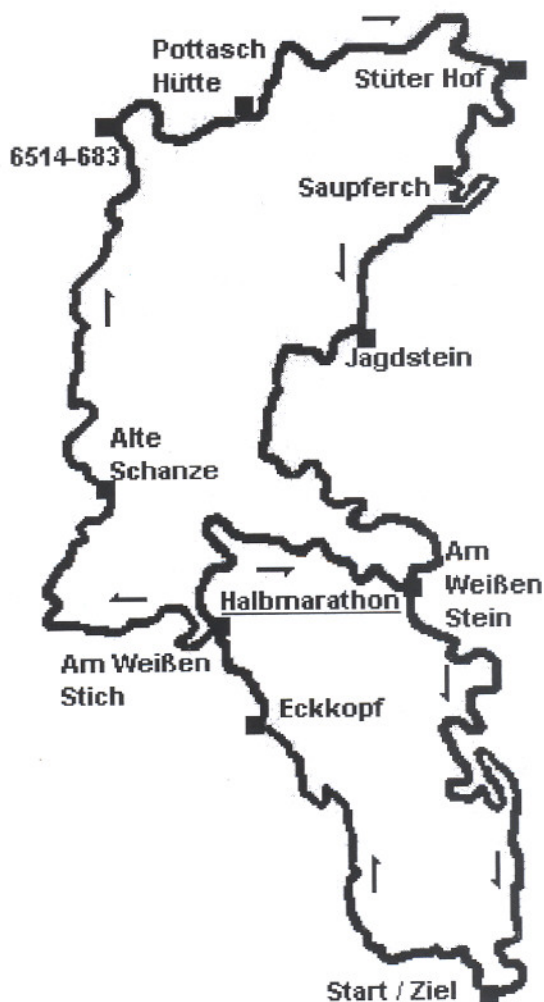 Pottasch
Hütte
Stüter Hof
6514-683
Saupferch
Jagdstein
Alte
Schanze
Am
Weißen
Stein
Halbmarathon
Am Weißen
Stich
Eckkopf
Start / Ziel